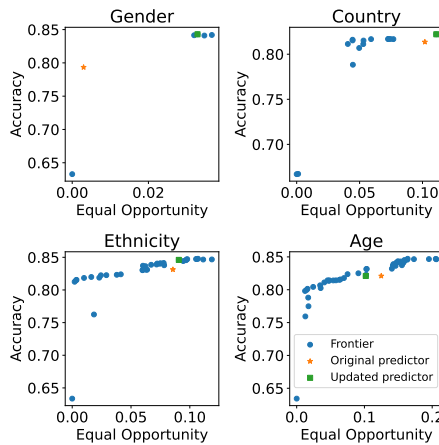 Gender
0.85
0.80
0.75
0.70
0.65
Accuracy
0.00
0.02
Equal Opportunity
Country
0.80
0.75
0.70
Accuracy
0.00
0.05
0.10
Equal Opportunity
Ethnicity
0.85
0.80
0.75
0.70
0.65
Accuracy
0.00
0.05
0.10
Equal Opportunity
Age
0.85
0.80
0.75
0.70
0.65
Accuracy
Frontier
Original predictor
Updated predictor
0.0
0.1
Equal Opportunity